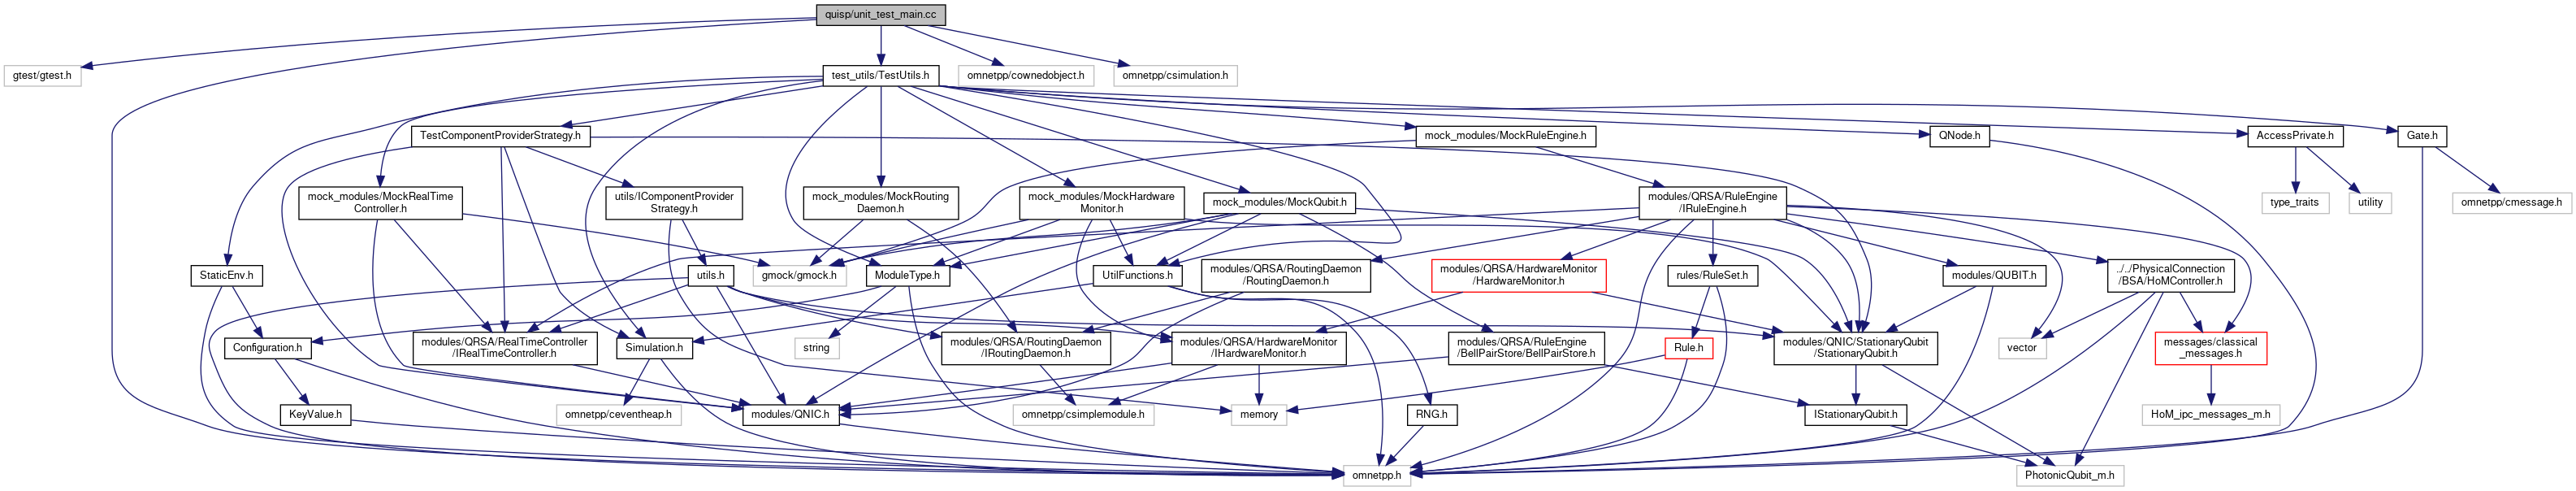 quisp/unit_test_main.cc
gtest/gtest.h
test_utils/TestUtils.h
omnetpp/cownedobject.h
omnetpp/csimulation.h
TestComponentProviderStrategy.h
mock_modules/MockRuleEngine.h
QNode.h
AccessPrivate.h
Gate.h
mock_modules/MockRealTime
Controller.h
utils/IComponentProvider
Strategy.h
mock_modules/MockRouting
Daemon.h
mock_modules/MockHardware
Monitor.h
mock_modules/MockQubit.h
modules/QRSA/RuleEngine
/IRuleEngine.h
type_traits
utility
omnetpp/cmessage.h
StaticEnv.h
utils.h
gmock/gmock.h
ModuleType.h
UtilFunctions.h
modules/QRSA/RoutingDaemon
/RoutingDaemon.h
modules/QRSA/HardwareMonitor
/HardwareMonitor.h
rules/RuleSet.h
modules/QUBIT.h
../../PhysicalConnection
/BSA/HoMController.h
Configuration.h
modules/QRSA/RealTimeController
/IRealTimeController.h
Simulation.h
string
modules/QRSA/RoutingDaemon
/IRoutingDaemon.h
modules/QRSA/HardwareMonitor
/IHardwareMonitor.h
modules/QRSA/RuleEngine
/BellPairStore/BellPairStore.h
Rule.h
modules/QNIC/StationaryQubit
/StationaryQubit.h
vector
messages/classical
_messages.h
KeyValue.h
omnetpp/ceventheap.h
modules/QNIC.h
omnetpp/csimplemodule.h
memory
RNG.h
IStationaryQubit.h
HoM_ipc_messages_m.h
omnetpp.h
PhotonicQubit_m.h